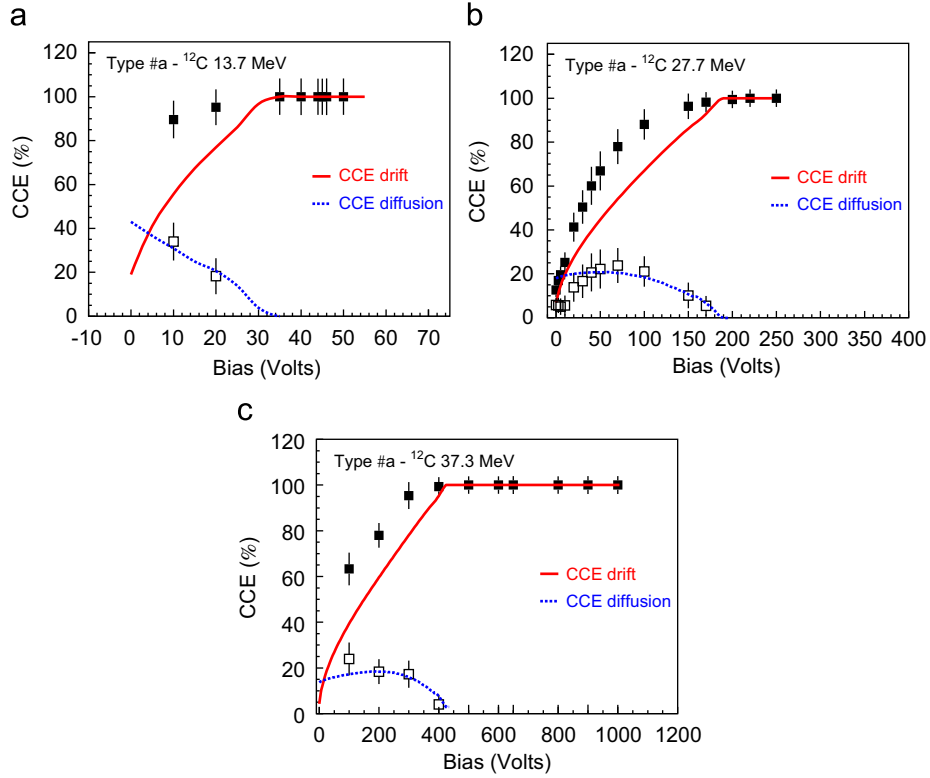 a
120
100
80
60
40
20
0
CCE (%)
Type #a - ¹²C 13.7 MeV
CCE drift
CCE diffusion
-10 0 10 20 30 40 50 60 70
Bias (Volts)
b
120
100
80
60
40
20
0
CCE (%)
Type #a - ¹²C 27.7 MeV
CCE drift
CCE diffusion
0 50 100 150 200 250 300 350 400
Bias (Volts)
c
120
100
80
60
40
20
0
CCE (%)
Type #a - ¹²C 37.3 MeV
CCE drift
CCE diffusion
0 200 400 600 800 1000 1200
Bias (Volts)